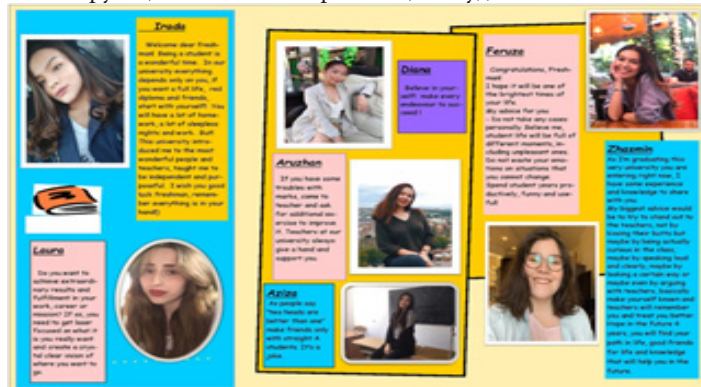 Irada
Welcome dear fresh-
man! Being a student is
a wonderful time. In our
university everything
depends only on you, if
you want a full life, red
diploma and friends,
start with yourself! You
will have a lot of home-
work, a lot of sleepless
nights and work. But!
This university intro-
duced me to the most
wonderful people and
teachers, taught me to
be independent and pur-
poseful. I wish you good
luck freshman, remem-
ber everything is in your
hand!)
Laura
Do you want to
achieve extraordi-
nary results and
fulfillment in your
work, career or
mission? If so, you
need to get laser
focused on what it
is you really want
and create a crys-
tal clear vision of
where you want to
go.
Diana
Believe in your-
self! make every
endeavour to suc-
ceed !
Aruzhan
If you have some
troubles with
marks, come to
teacher and ask
for additional ex-
ercise to improve
it. Teachers at our
university always
give a hand and
support you
Aziza
As people say
"two heads are
better than one"
make friends only
with straight A
students. It's a
joke.
Feruza
Congratulations, Fresh-
man!
I hope it will be one of
the brightest times of
your life.
My advice for you:
- Do not take any cases
personally. Believe me,
student life will be full of
different moments, in-
cluding unpleasant ones.
Do not waste your emo-
tions on situations that
you cannot change.
Spend student years pro-
ductively, funny and use-
full
Zhazmin
As I'm graduating this
very university you are
entering right now, I
have some experience
and knowledge to share
with you.
My biggest advice would
be to try to stand out to
the teachers, not by
kissing their butts but
maybe by being actually
curious in the class,
maybe by speaking loud
and clearly, maybe by
looking a certain way or
maybe even by arguing
with teachers, basically
make yourself known and
teachers will remember
you and treat you better
in the future 4
years, you will find your
path in life, good friends
for life and knowledge
that will help you in the
future.